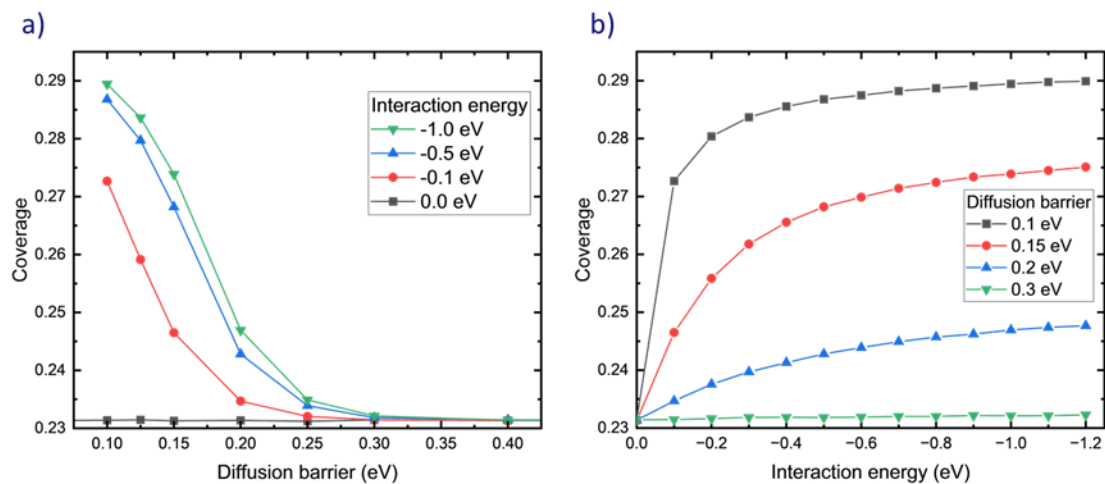 a)
Coverage
0.29
0.28
0.27
0.26
0.25
0.24
0.23
Interaction energy
-1.0 eV
-0.5 eV
-0.1 eV
0.0 eV
0.10 0.15 0.20 0.25 0.30 0.35 0.40
Diffusion barrier (eV)
b)
Coverage
0.29
0.28
0.27
0.26
0.25
0.24
0.23
Diffusion barrier
0.1 eV
0.15 eV
0.2 eV
0.3 eV
0.0 −0.2 −0.4 −0.6 −0.8 −1.0 −1.2
Interaction energy (eV)